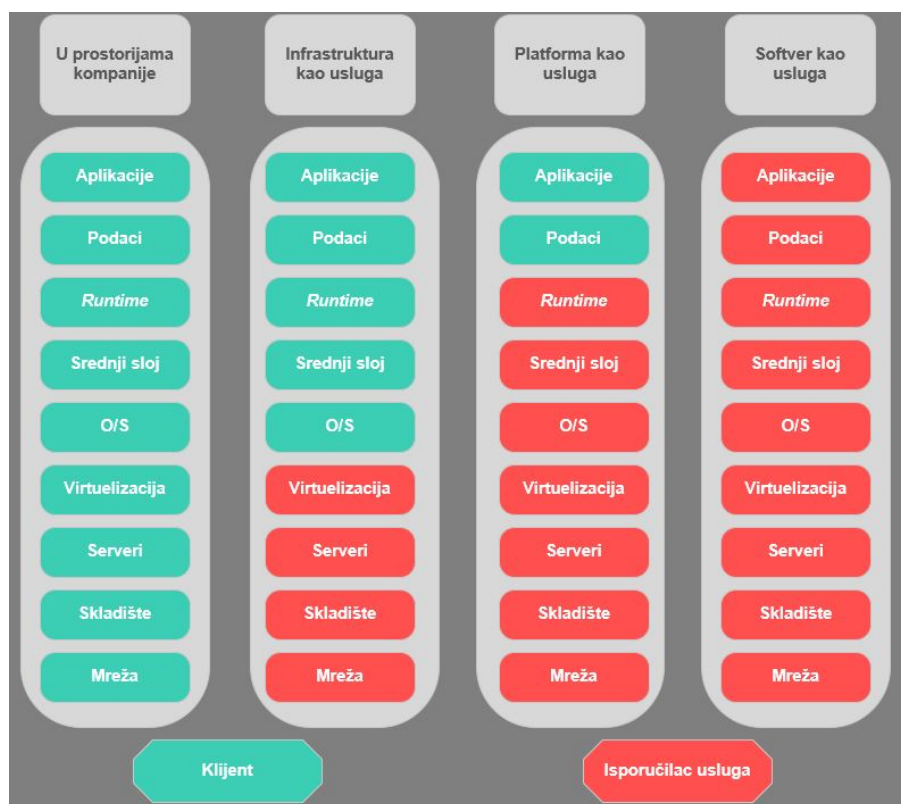 U prostorijama
kompanije
Infrastruktura
kao usluga
Platforma kao
usluga
Softver kao
usluga
Aplikacije
Podaci
Runtime
Srednji sloj
O/S
Virtuelizacija
Serveri
Skladište
Mreža
Aplikacije
Podaci
Runtime
Srednji sloj
O/S
Virtuelizacija
Serveri
Skladište
Mreža
Aplikacije
Podaci
Runtime
Srednji sloj
O/S
Virtuelizacija
Serveri
Skladište
Mreža
Aplikacije
Podaci
Runtime
Srednji sloj
O/S
Virtuelizacija
Serveri
Skladište
Mreža
Klijent
Isporučilac usluga